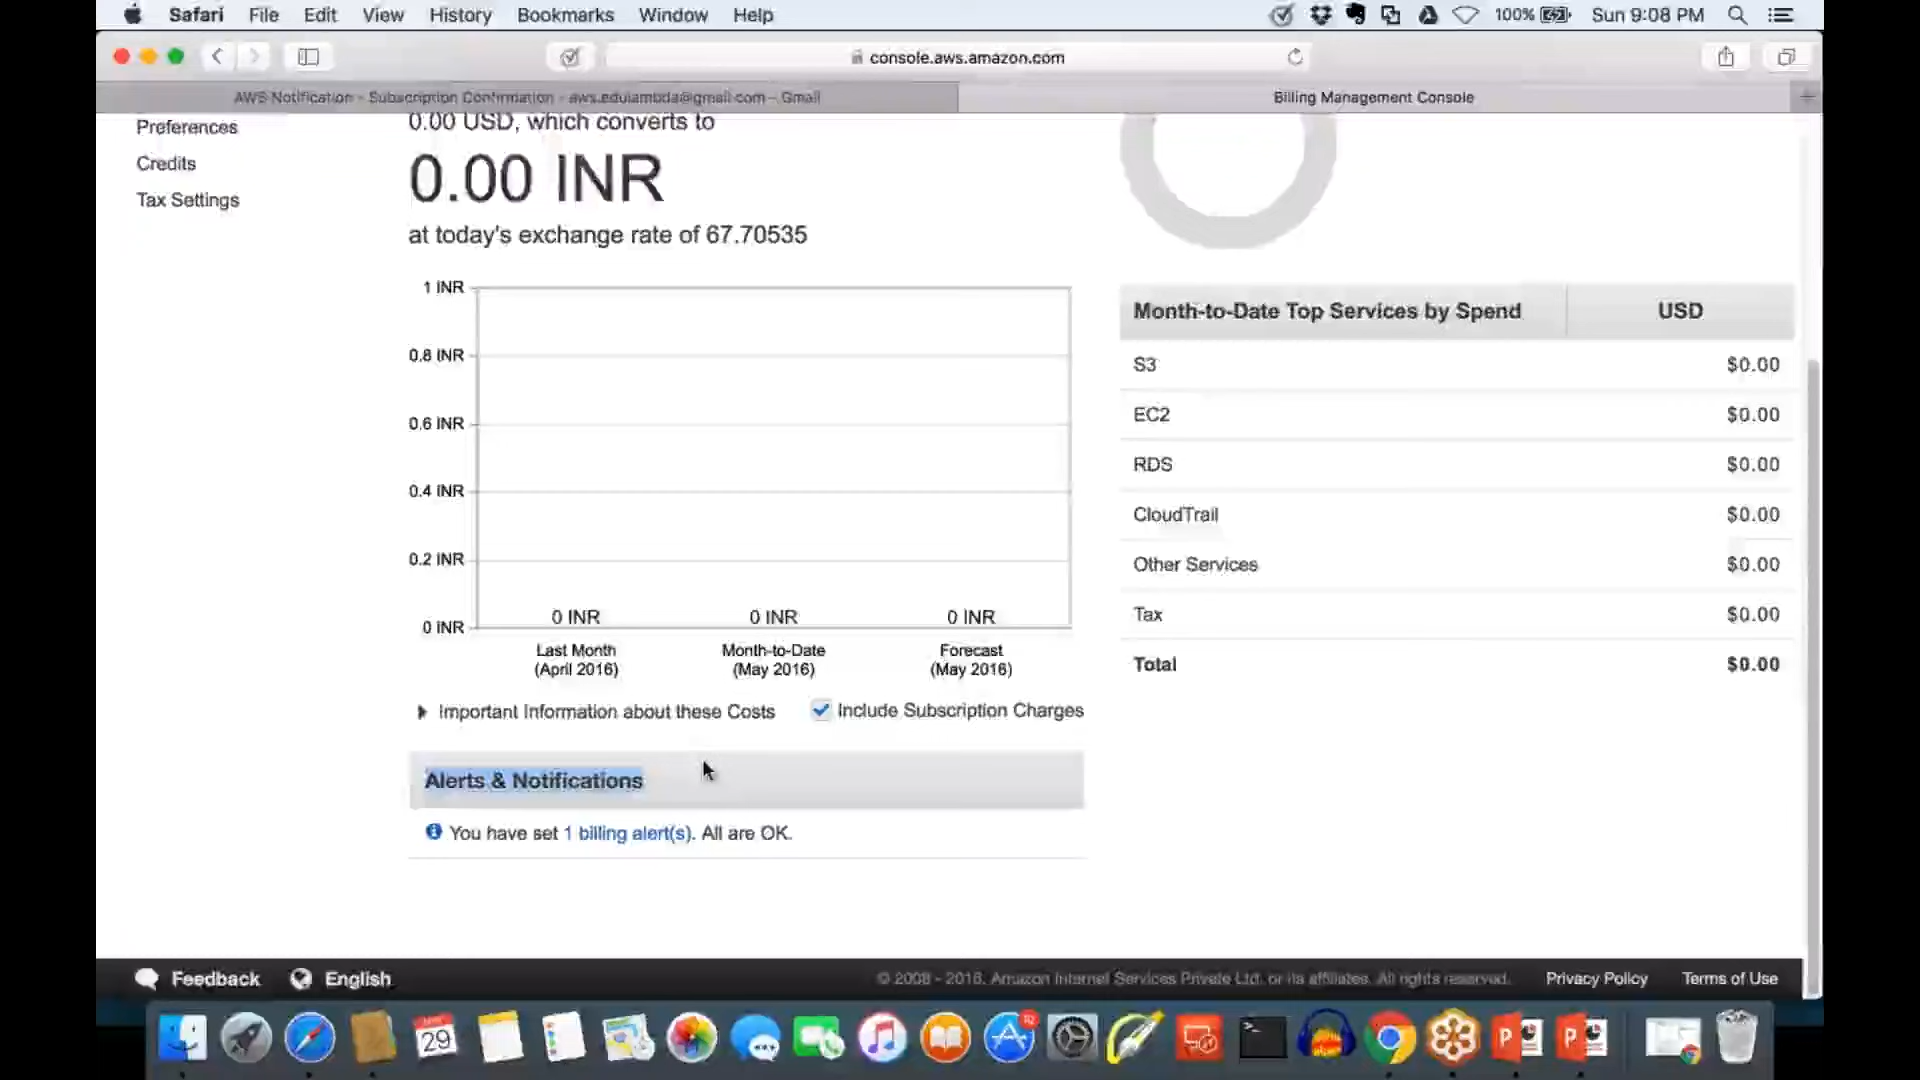 Safari File Edit View History Bookmarks Window Help 100% Sun 9:08 PM
console.aws.amazon.com
AWS Notification - Subscription Confirmation - aws.edulambda@gmail.com - Gmail
Billing Management Console
Preferences
Credits
Tax Settings
0.00 USD, which converts to
0.00 INR
at today's exchange rate of 67.70535
1 INR
0.8 INR
0.6 INR
0.4 INR
0.2 INR
0 INR
0 INR 0 INR 0 INR
Last Month Month-to-Date Forecast
(April 2016) (May 2016) (May 2016)
Important Information about these Costs Include Subscription Charges
Alerts & Notifications
You have set 1 billing alert(s). All are OK.
Month-to-Date Top Services by Spend USD
S3 $0.00
EC2 $0.00
RDS $0.00
CloudTrail $0.00
Other Services $0.00
Tax $0.00
Total $0.00
Feedback English © 2008 - 2016, Amazon Internet Services Private Ltd. or its affiliates. All rights reserved. Privacy Policy Terms of Use
29